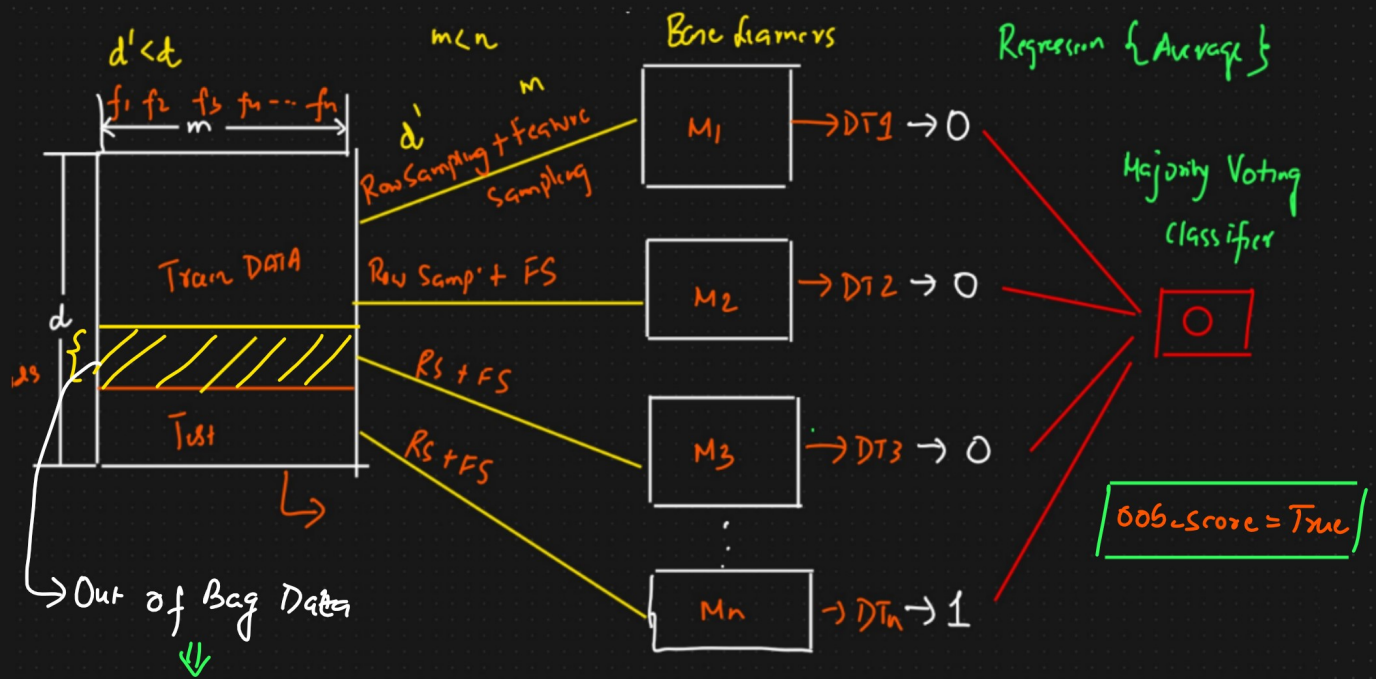 d' < d
m < n
Base learners
Regression { Average }
f1 f2 f3 f4 ... fn
m
d'
m
Row Sampling + Feature
Sampling
M1
→ DT1 → 0
Majority Voting
Classifier
Train DATA
Row Samp. + FS
M2
→ DT2 → 0
d
0
RS + FS
M3
→ DT3 → 0
Test
RS + FS
oob_score = True
Out of Bag Data
Mn
→ DTn → 1